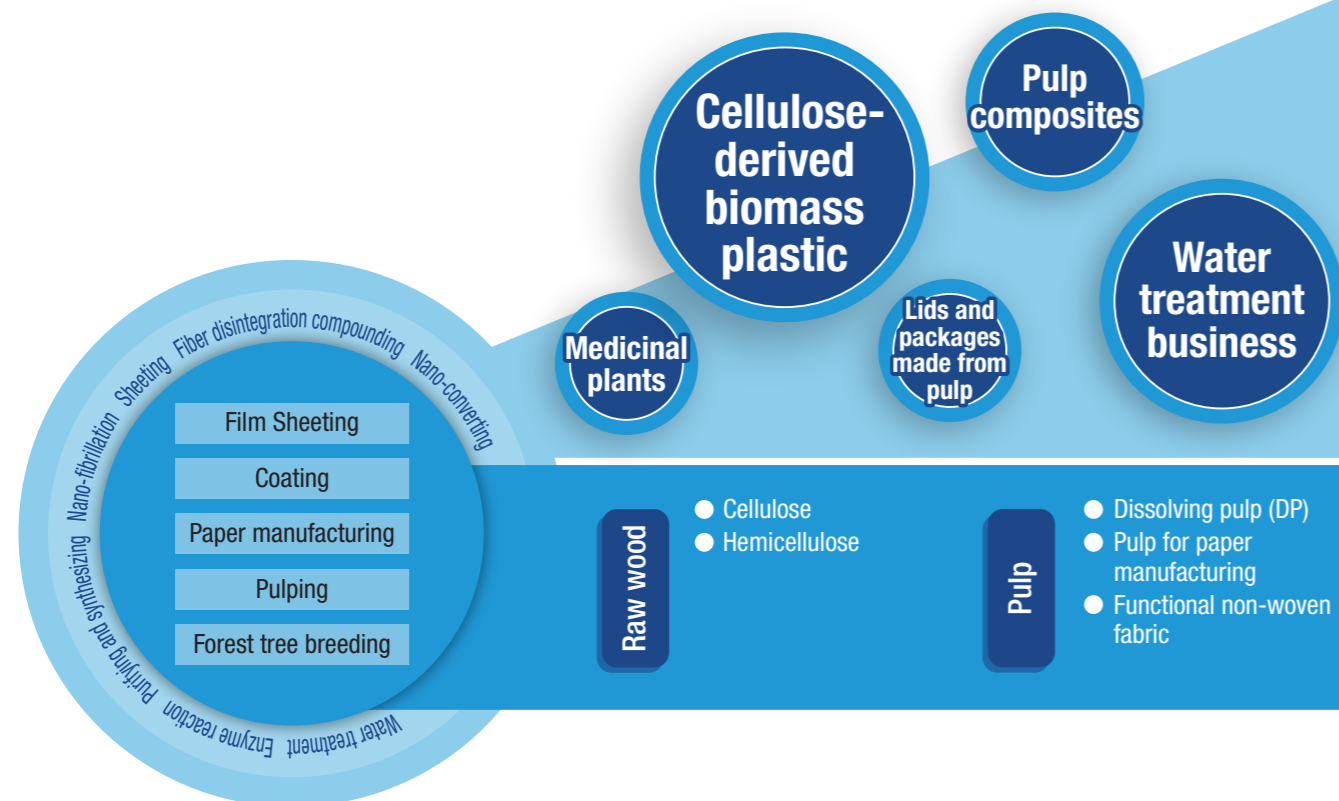 Cellulose-
derived
biomass
plastic
Pulp
composites
Water
treatment
business
Medicinal
plants
Lids and
packages
made from
pulp
Water treatment
Enzyme reaction
Purifying and synthesizing
Nano-fibrillation
Sheeting
Fiber disintegration compounding
Nano-converting
Film Sheeting
Coating
Paper manufacturing
Pulping
Forest tree breeding
Raw wood
● Cellulose
● Hemicellulose
Pulp
● Dissolving pulp (DP)
● Pulp for paper
manufacturing
● Functional non-woven
fabric